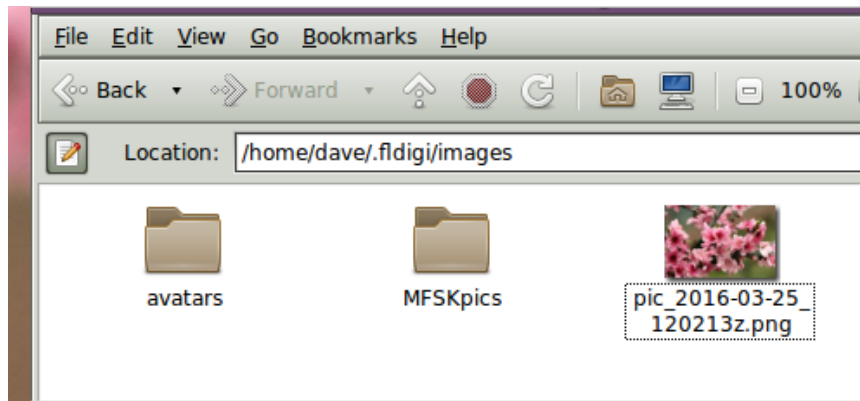 File Edit View Go Bookmarks Help
Back Forward 100%
Location: /home/dave/.fldigi/images
avatars MFSKpics pic_2016-03-25_
120213z.png